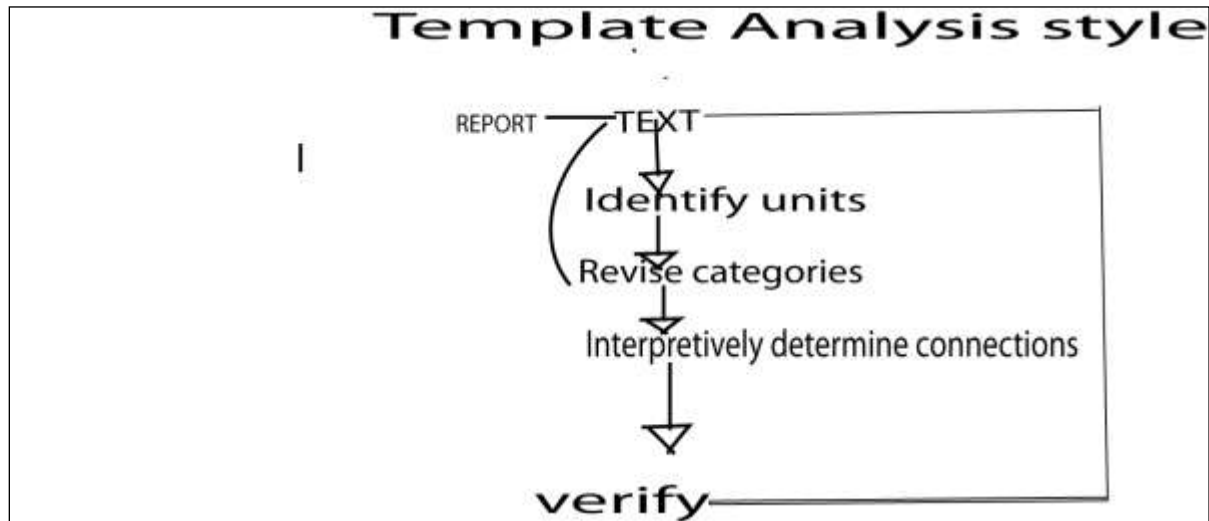 Template Analysis style
REPORT TEXT
Identify units
Revise categories
Interpretively determine connections
verify